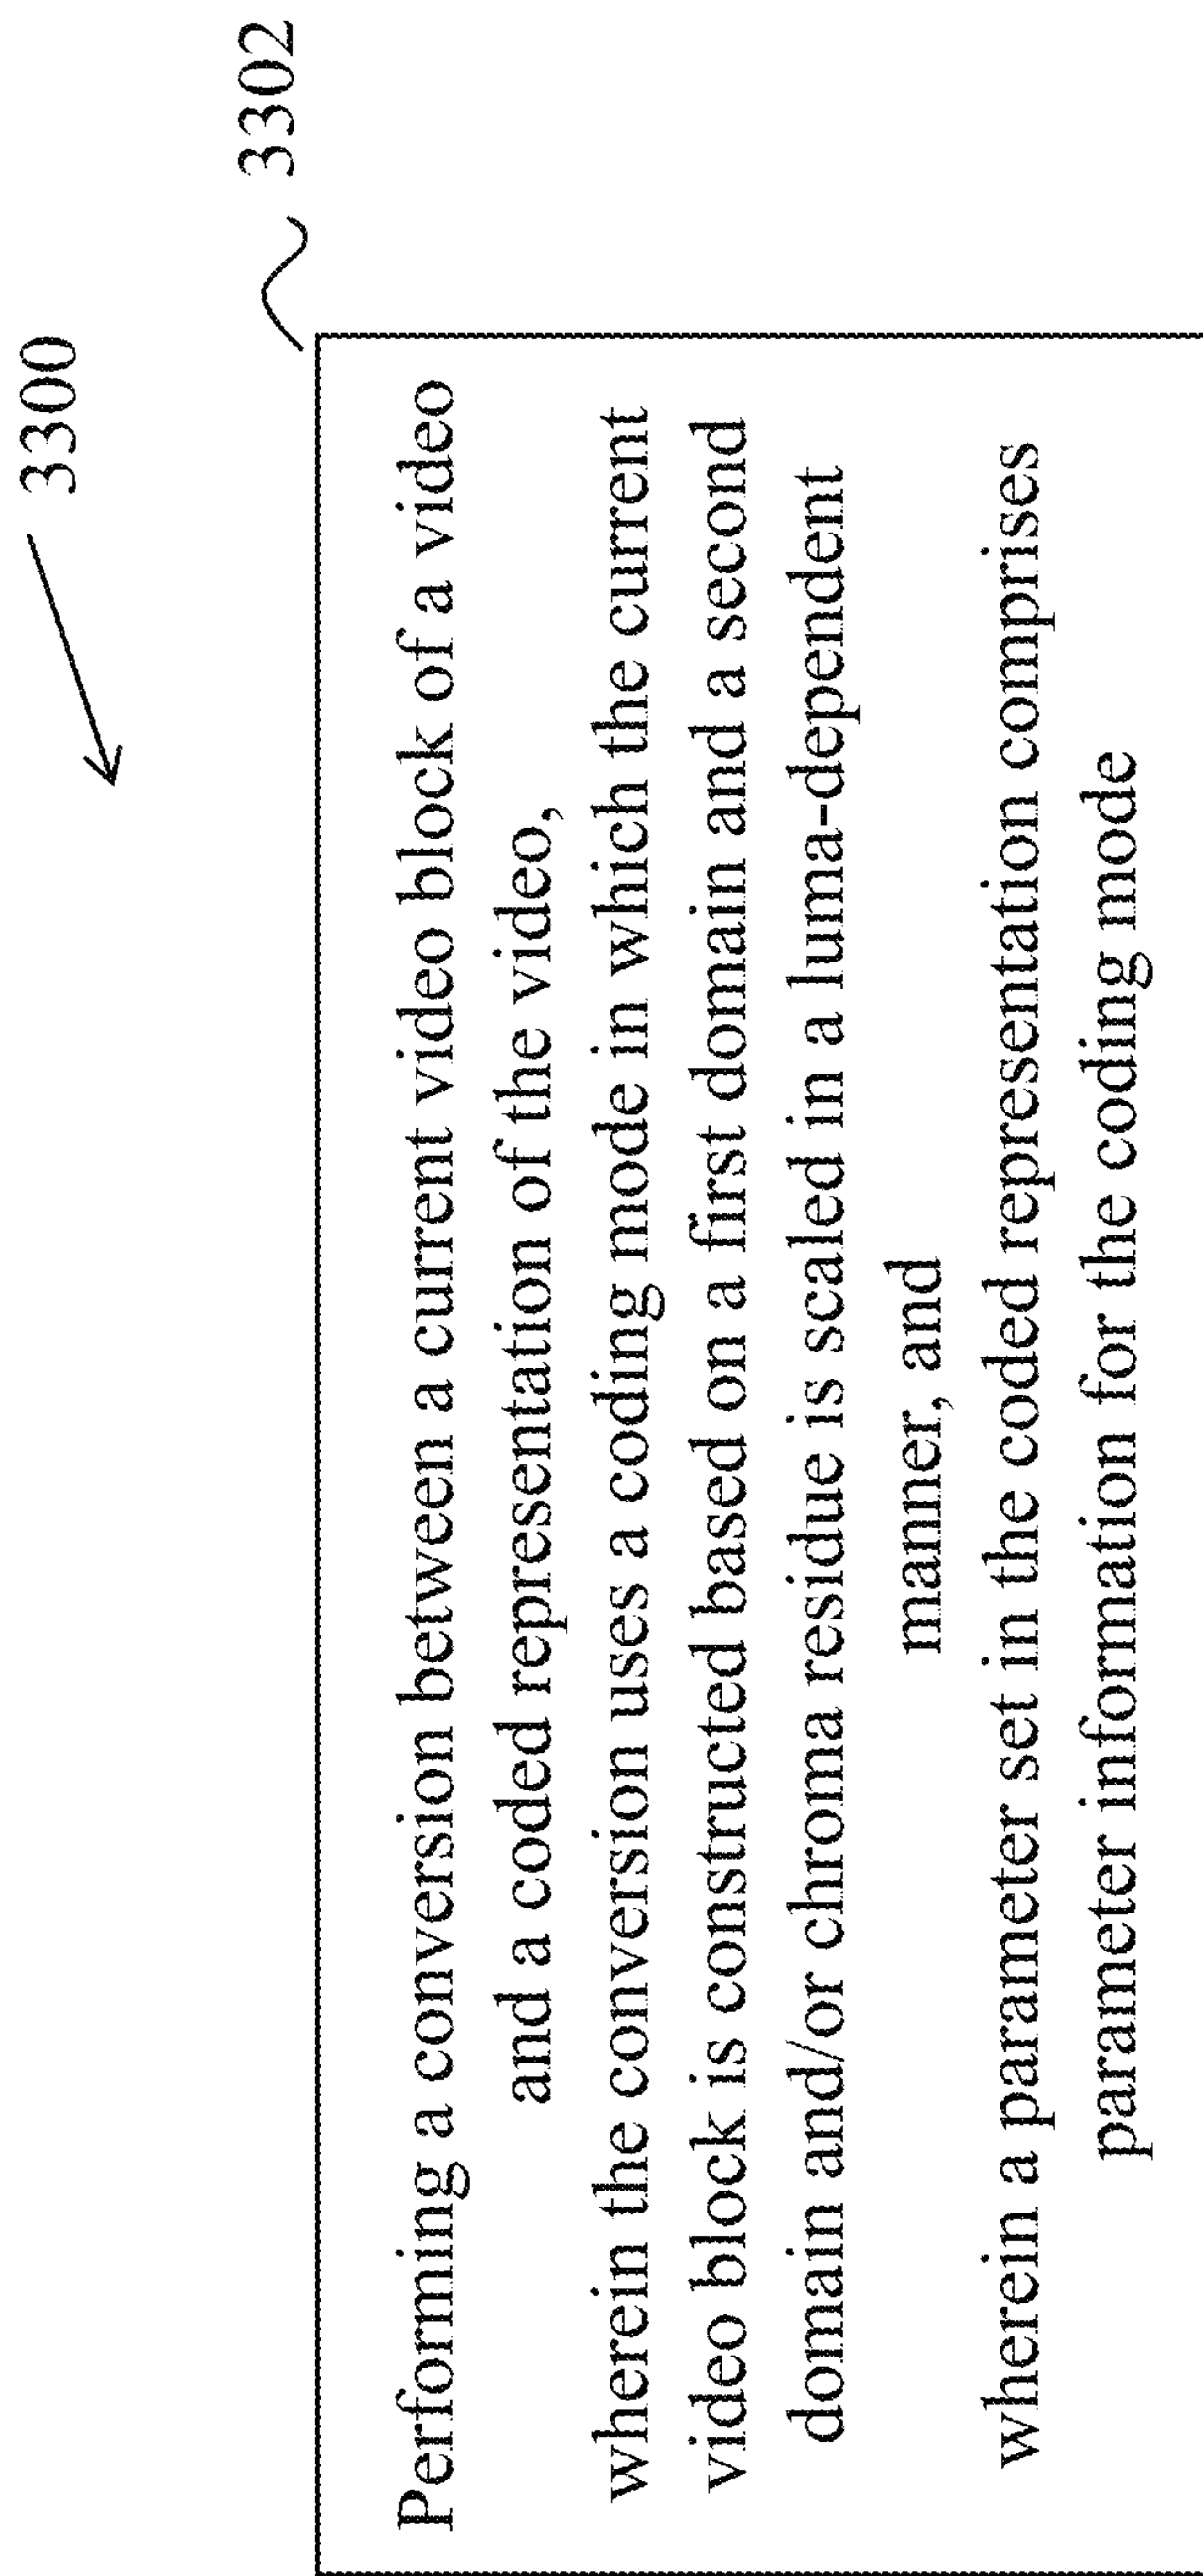 3300
3302
Performing a conversion between a current video block of a video
and a coded representation of the video,
wherein the conversion uses a coding mode in which the current
video block is constructed based on a first domain and a second
domain and/or chroma residue is scaled in a luma-dependent
manner, and
wherein a parameter set in the coded representation comprises
parameter information for the coding mode